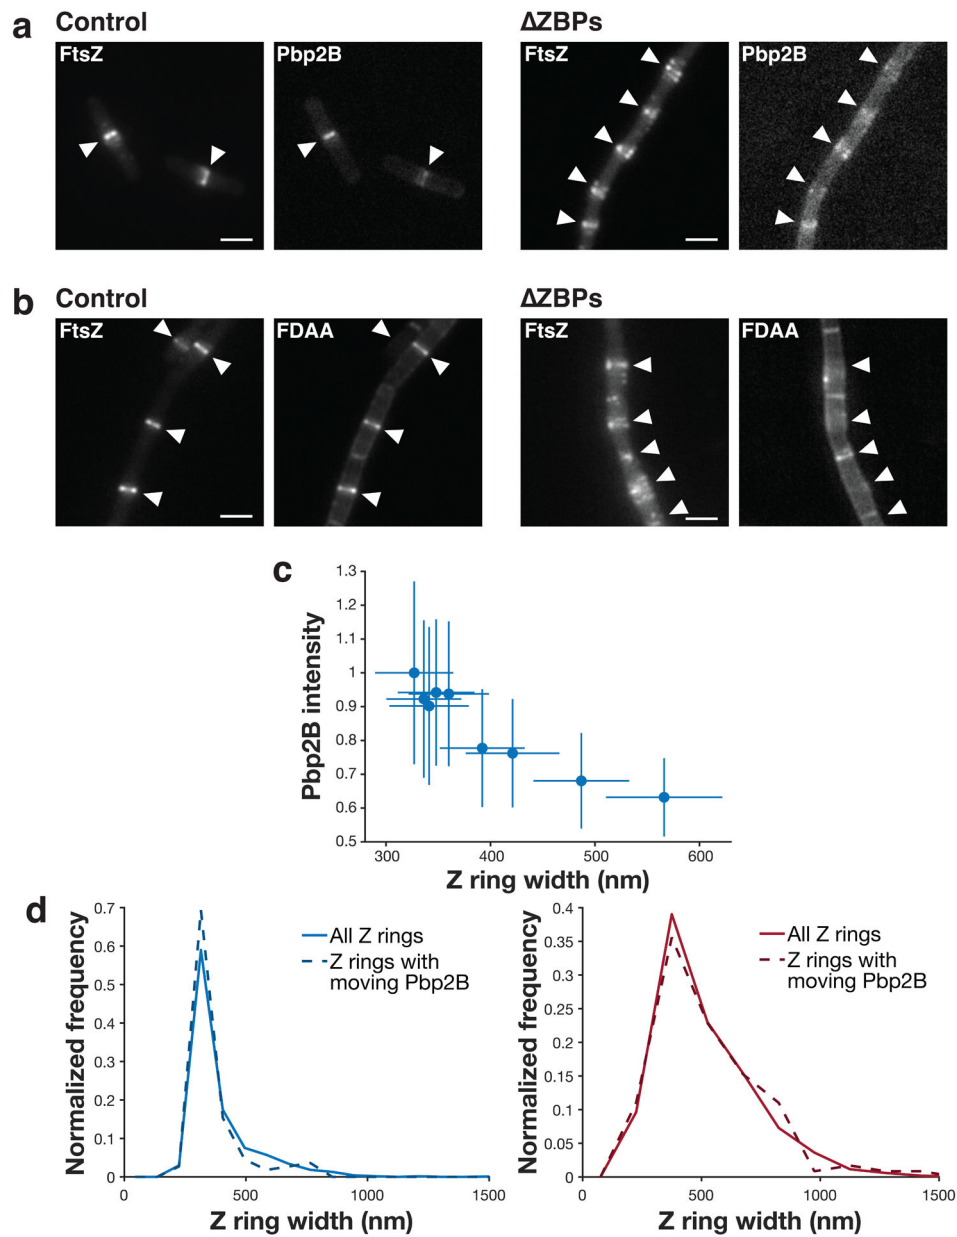 a
Control
ΔZBPs
FtsZ
Pbp2B
FtsZ
Pbp2B
b
Control
ΔZBPs
FtsZ
FDAA
FtsZ
FDAA
c
Pbp2B intensity
1.3
1.2
1.1
1
0.9
0.8
0.7
0.6
0.5
300 400 500 600
Z ring width (nm)
d
Normalized frequency
0.7
0.6
0.5
0.4
0.3
0.2
0.1
0
0 500 1000 1500
Z ring width (nm)
All Z rings
Z rings with
moving Pbp2B
Normalized frequency
0.4
0.35
0.3
0.25
0.2
0.15
0.1
0.05
0
0 500 1000 1500
Z ring width (nm)
All Z rings
Z rings with
moving Pbp2B